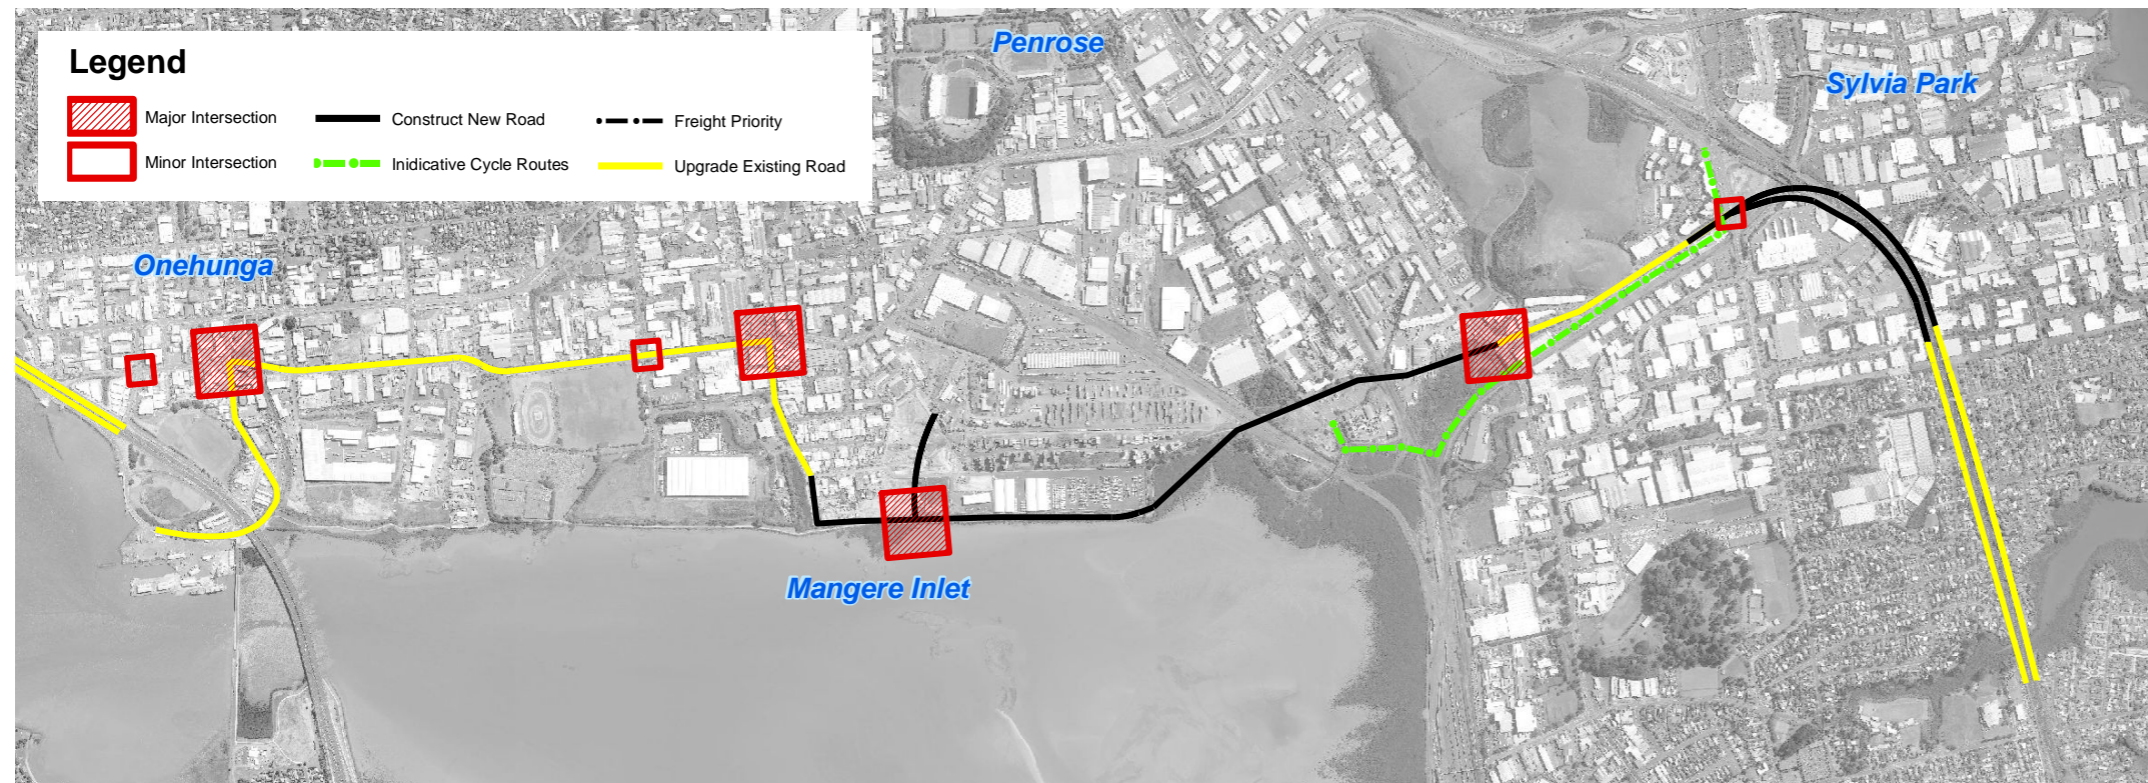 Penrose
Legend
Sylvia Park
Major Intersection
Construct New Road
Freight Priority
Minor Intersection
Inidicative Cycle Routes
Upgrade Existing Road
Onehunga
Mangere Inlet